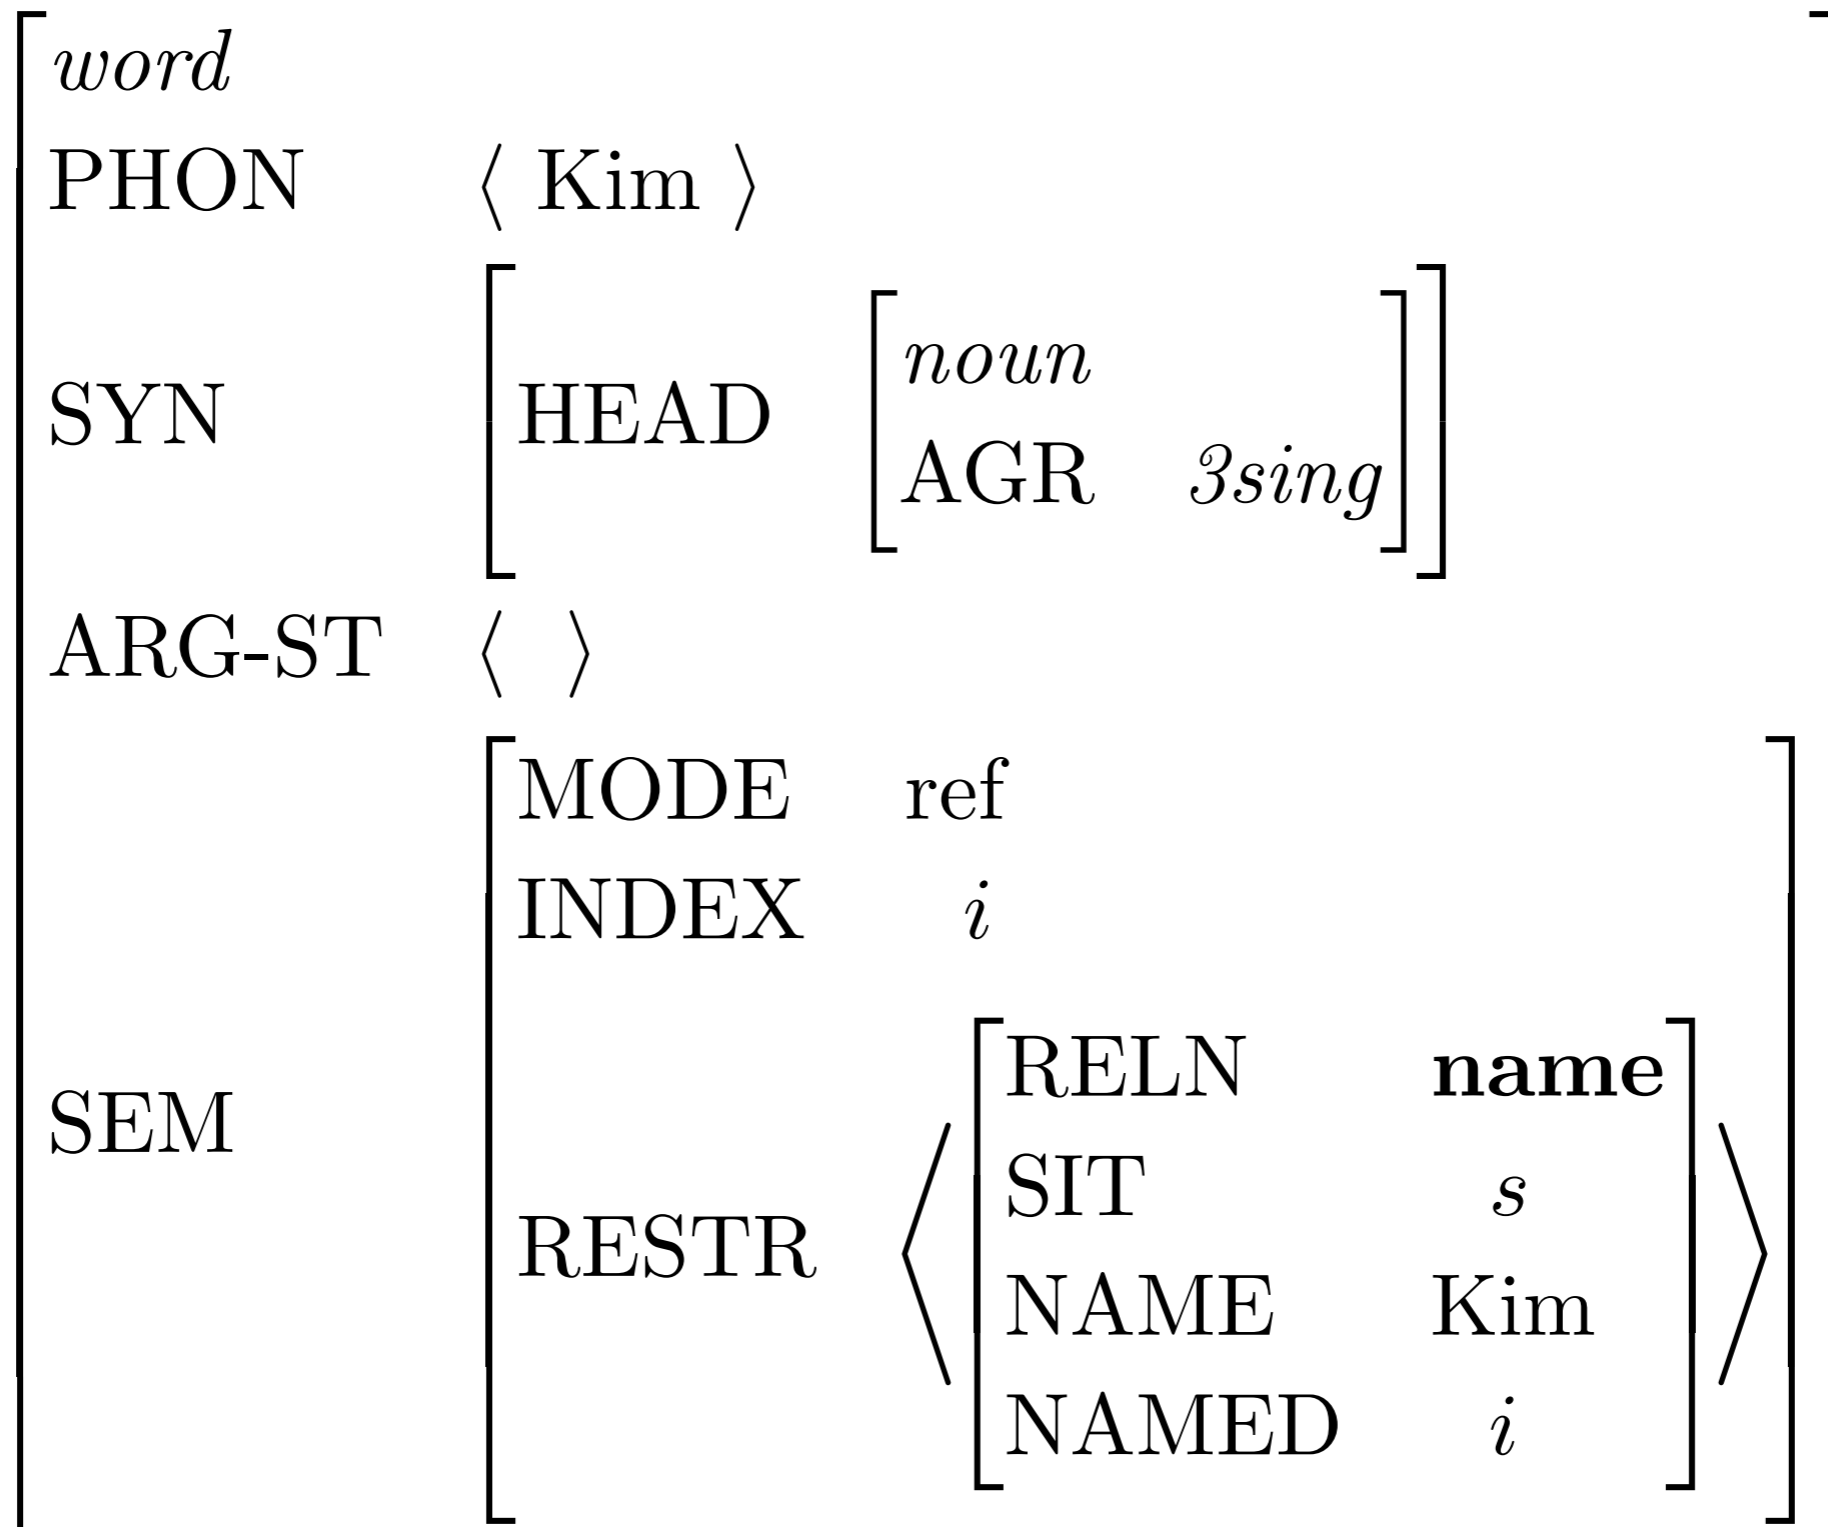 word
PHON ⟨ Kim ⟩
SYN [HEAD [noun
AGR 3sing]]
ARG-ST ⟨ ⟩
SEM [MODE ref
INDEX i
RESTR ⟨[RELN name
SIT s
NAME Kim
NAMED i]⟩]